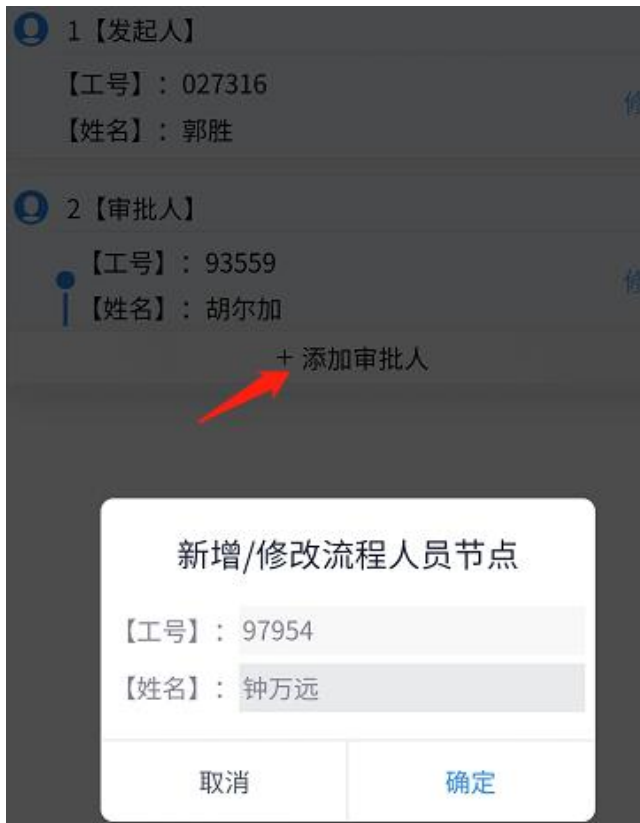 1【发起人】
【工号】：027316
修
【姓名】：郭胜
2【审批人】
【工号】：93559
修
【姓名】：胡尔加
+ 添加审批人
新增/修改流程人员节点
【工号】：97954
【姓名】：钟万远
取消
确定